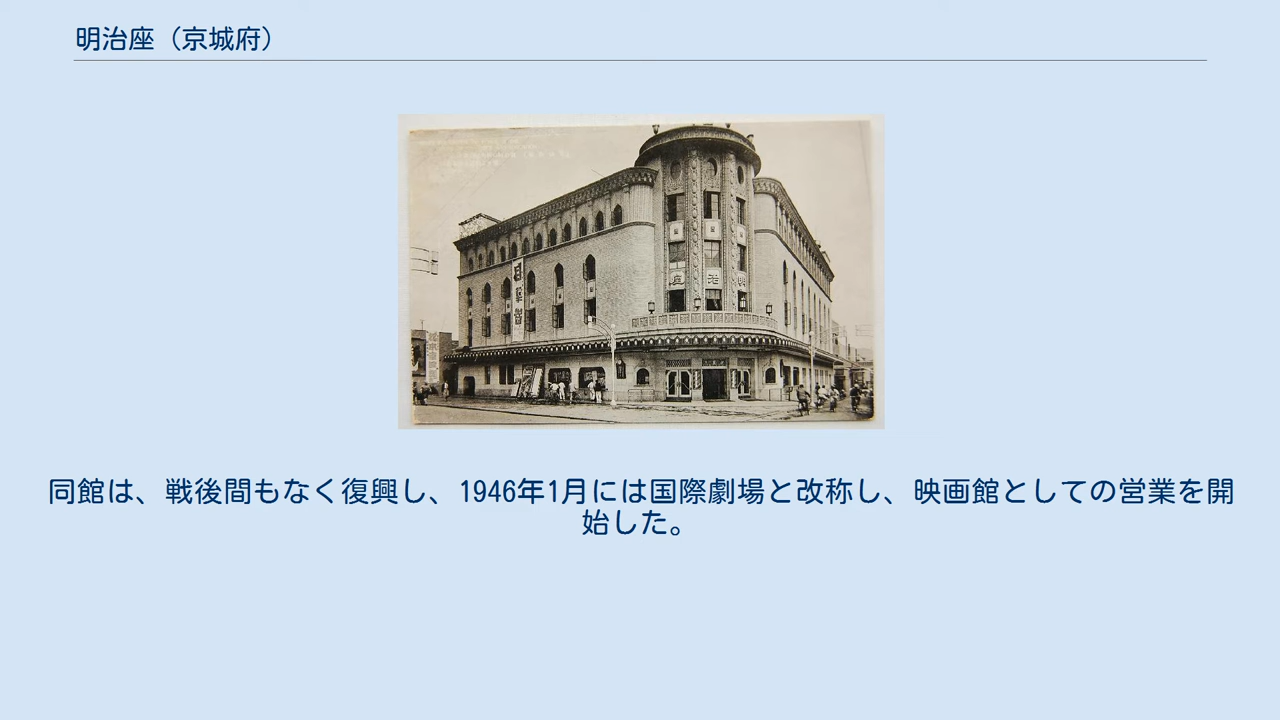 明治座（京城府）
同館は、戦後間もなく復興し、1946年1月には国際劇場と改称し、映画館としての営業を開
始した。